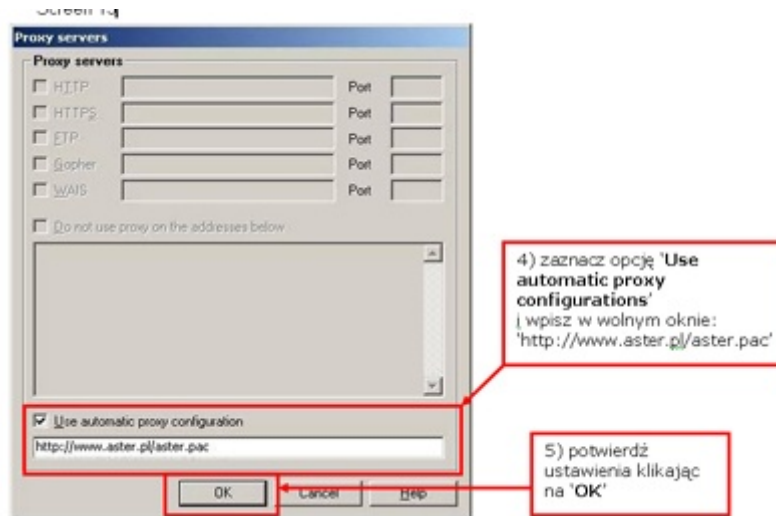 Screen 15
Proxy servers
Proxy servers
HTTP Port
HTTPS Port
FTP Port
Gopher Port
WAIS Port
Do not use proxy on the addresses below
4) zaznacz opcję 'Use
automatic proxy
configurations'
i wpisz w wolnym oknie:
'http://www.aster.pl/aster.pac'
Use automatic proxy configuration
http://www.aster.pl/aster.pac
5) potwierdź
ustawienia klikając
na 'OK'
OK Cancel Help